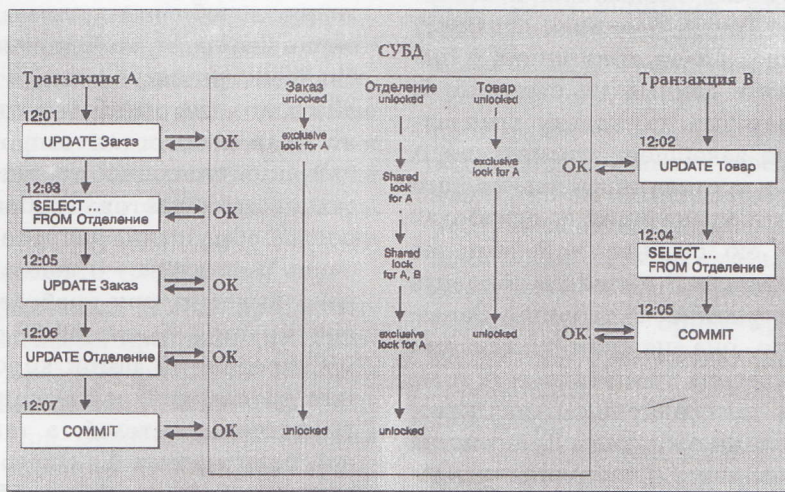 СУБД
Транзакция A
Заказ
unlocked
Отделение
unlocked
Товар
unlocked
Транзакция B
12:01
UPDATE Заказ
OK
exclusive
lock for A
12:02
OK
UPDATE Товар
exclusive
lock for A
Shared
lock for A
12:03
SELECT ...
FROM Отделение
OK
12:04
SELECT ...
FROM Отделение
Shared
lock for A, B
12:05
UPDATE Заказ
OK
12:05
OK
COMMIT
exclusive
lock for A
unlocked
12:06
UPDATE Отделение
OK
12:07
COMMIT
OK
unlocked
unlocked